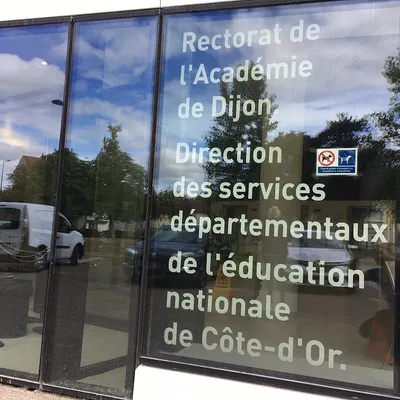 Rectorat de
l'Académie
de Dijon
Direction
des services
départementaux
de l'éducation
nationale
de Côte-d'Or.